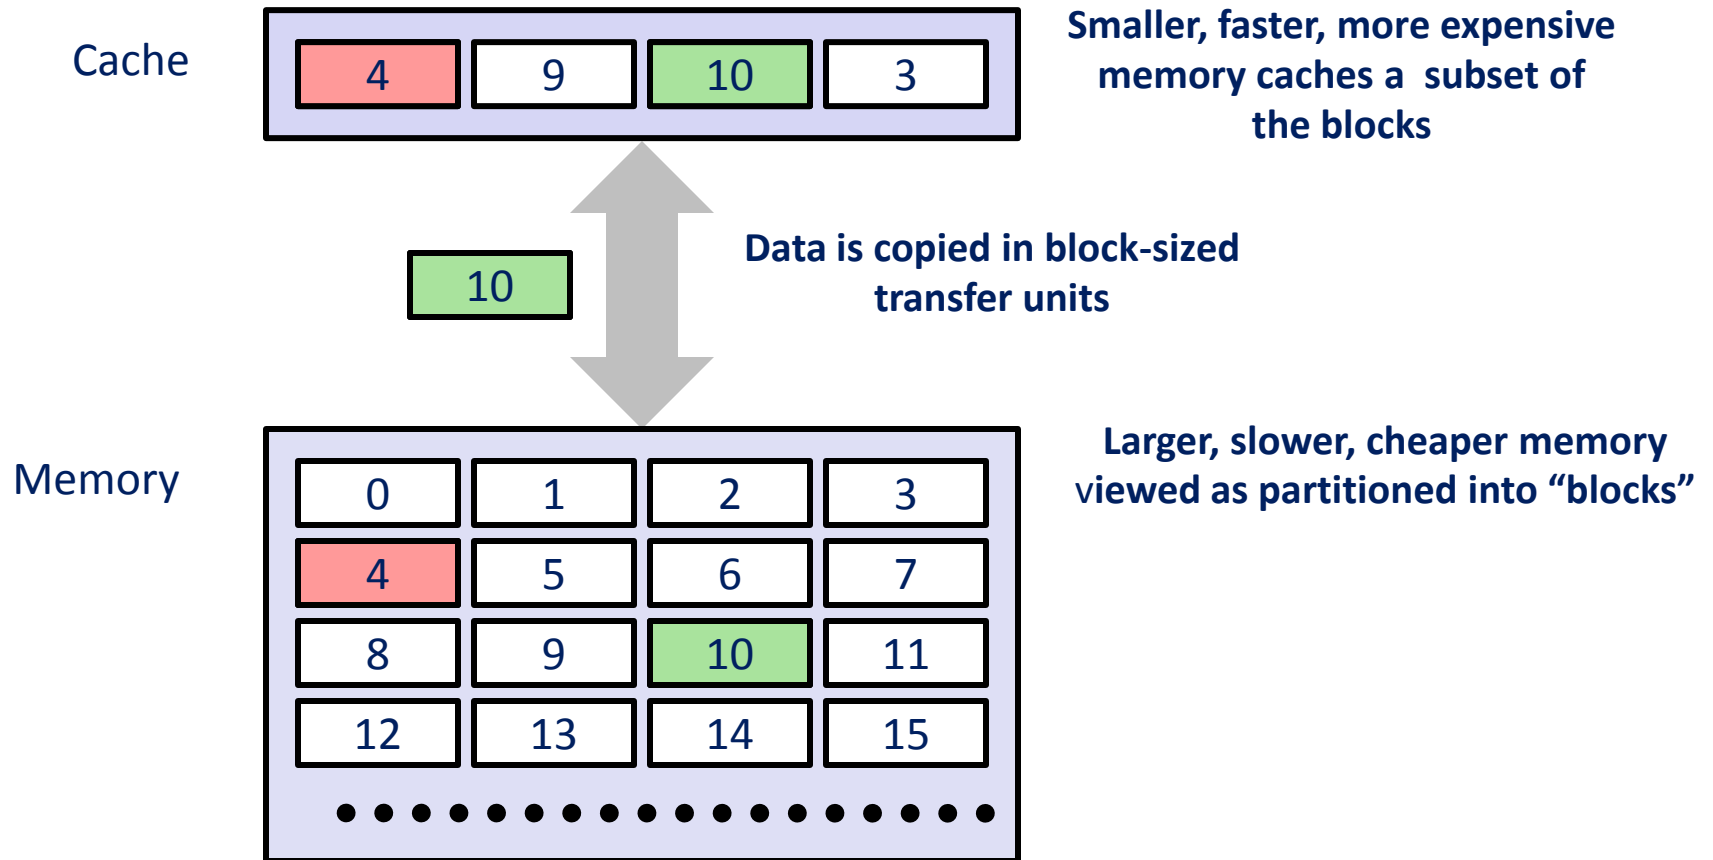 Cache
4 9 10 3
Smaller, faster, more expensive
memory caches a subset of
the blocks
10
Data is copied in block-sized
transfer units
Memory
0 1 2 3
4 5 6 7
8 9 10 11
12 13 14 15
Larger, slower, cheaper memory
viewed as partitioned into “blocks”